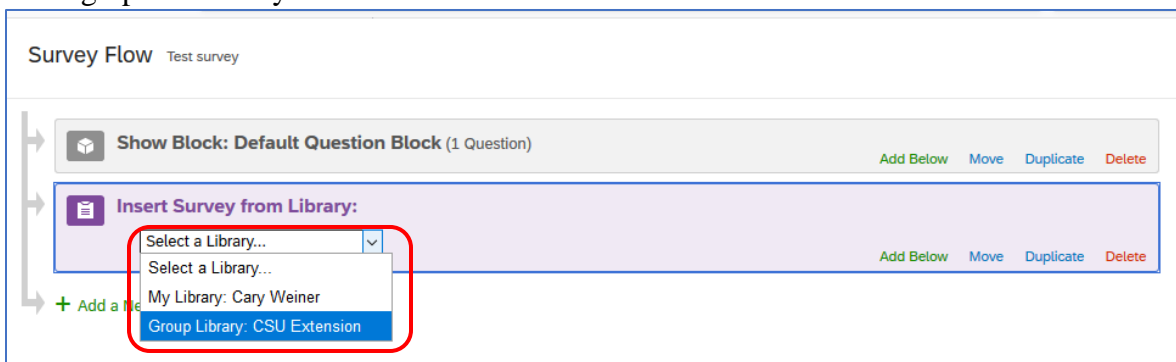 Survey Flow Test survey
Show Block: Default Question Block (1 Question)
Add Below Move Duplicate Delete
Insert Survey from Library:
Select a Library...
Add Below Move Duplicate Delete
Select a Library...
My Library: Cary Weiner
Group Library: CSU Extension
+ Add a Ne